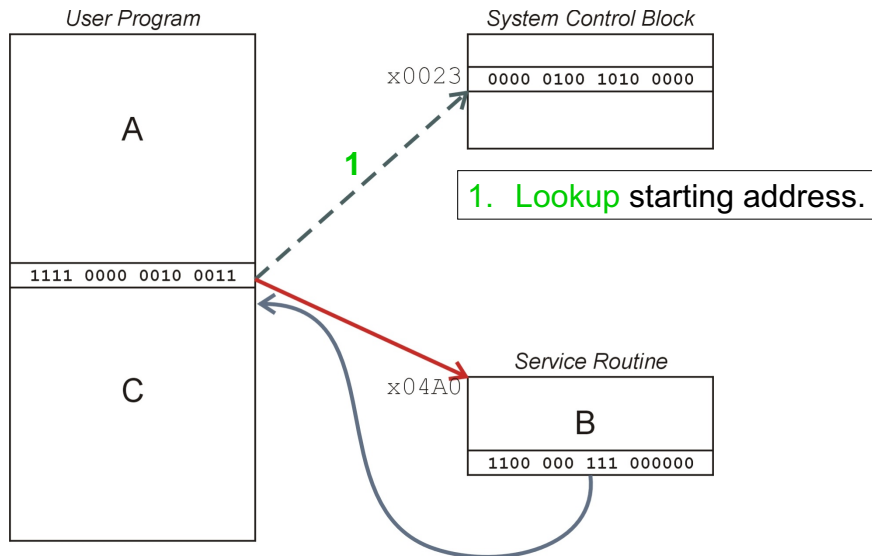 User Program
System Control Block
x0023
0000 0100 1010 0000
A
1
1. Lookup starting address.
1111 0000 0010 0011
Service Routine
x04A0
C
B
1100 000 111 000000